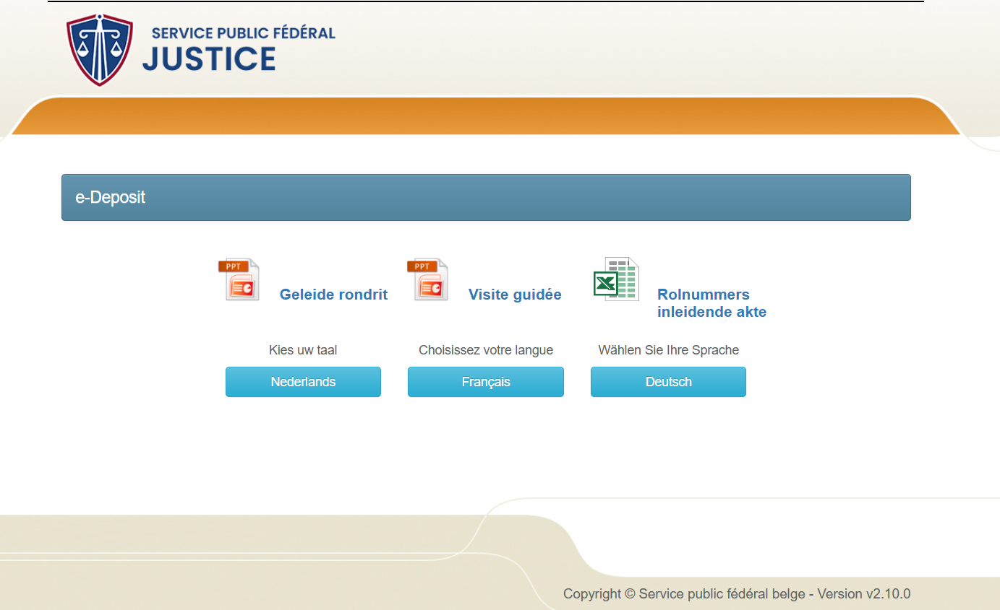 SERVICE PUBLIC FÉDÉRAL
JUSTICE
e-Deposit
PPT
Geleide rondrit
PPT
Visite guidée
Rolnummers
inleidende akte
Kies uw taal
Choisissez votre langue
Wählen Sie Ihre Sprache
Nederlands
Français
Deutsch
Copyright © Service public fédéral belge - Version v2.10.0